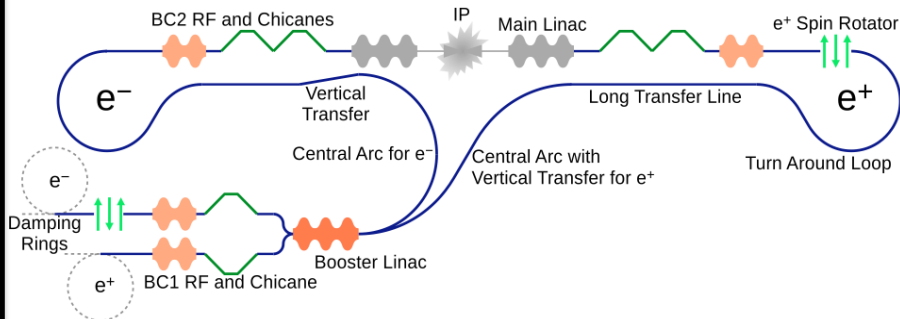 BC2 RF and Chicanes
IP
Main Linac
e⁺ Spin Rotator
e⁻
e⁺
Vertical
Transfer
Long Transfer Line
Central Arc for e⁻
Central Arc with
Vertical Transfer for e⁺
Turn Around Loop
e⁻
Damping
Rings
Booster Linac
e⁺
BC1 RF and Chicane